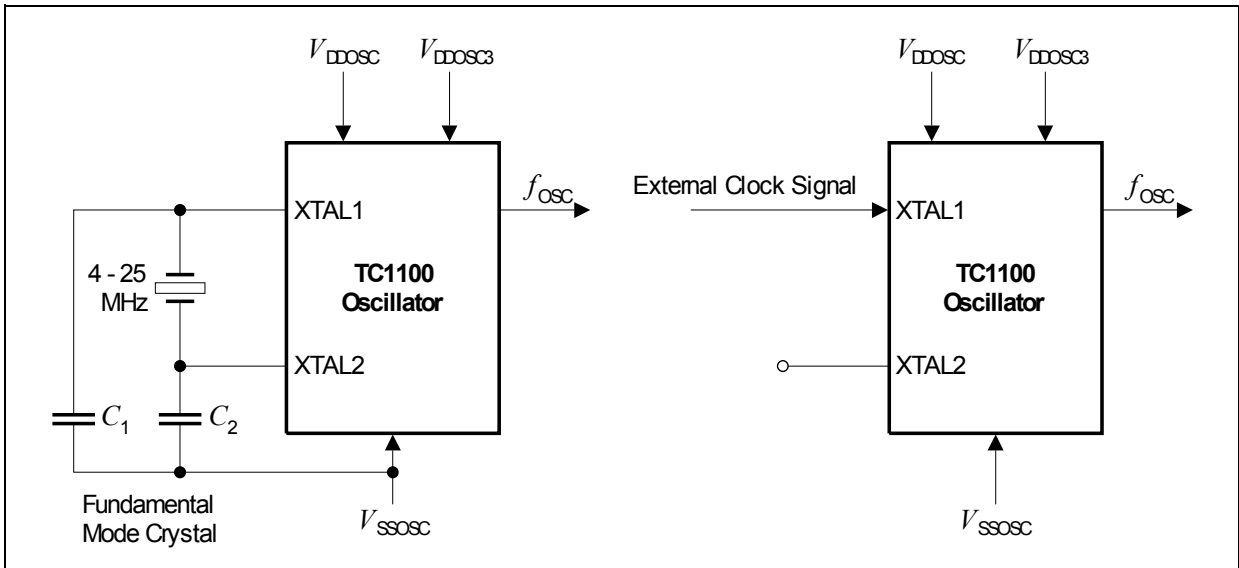 VDDOSC VDDOSC3
XTAL1
fOSC
4 - 25
MHz
TC1100
Oscillator
XTAL2
C1 C2
Fundamental
Mode Crystal
VSSOSC
VDDOSC VDDOSC3
External Clock Signal
XTAL1
fOSC
TC1100
Oscillator
XTAL2
VSSOSC